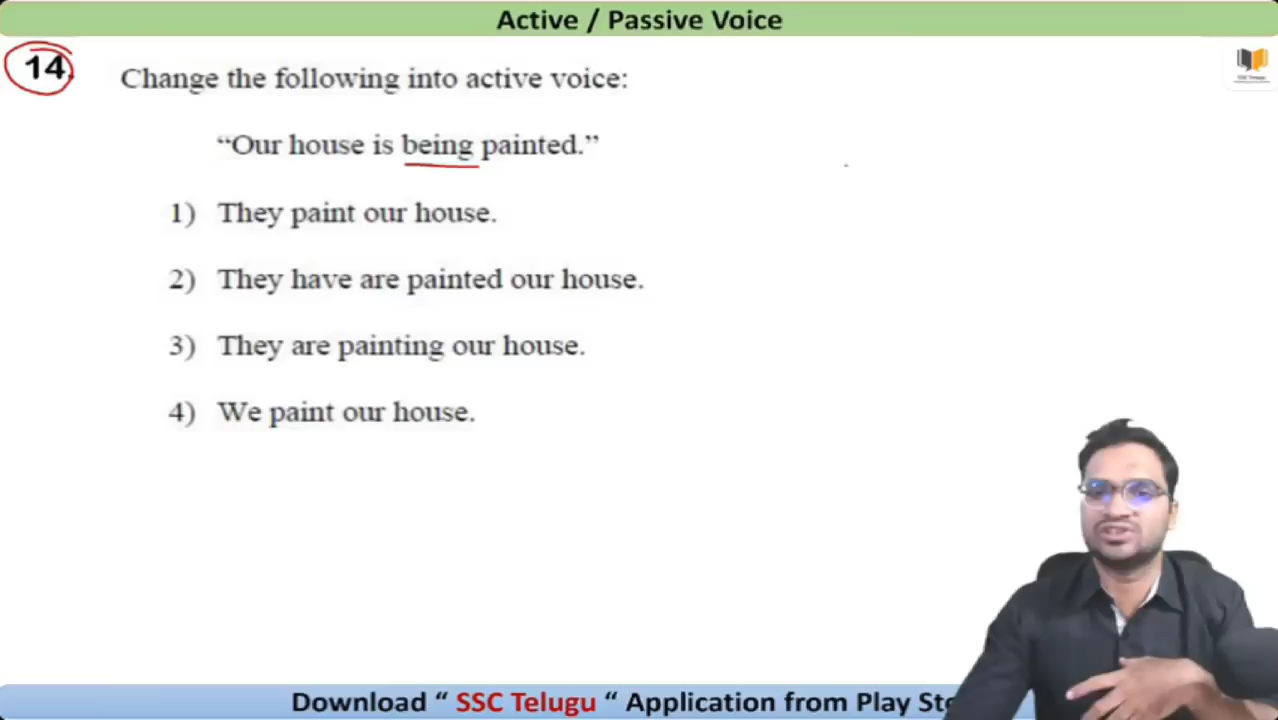 Active / Passive Voice
14.
Change the following into active voice:
“Our house is being painted.”
1) They paint our house.
2) They have are painted our house.
3) They are painting our house.
4) We paint our house.
SSC Telugu
Download “ SSC Telugu “ Application from Play